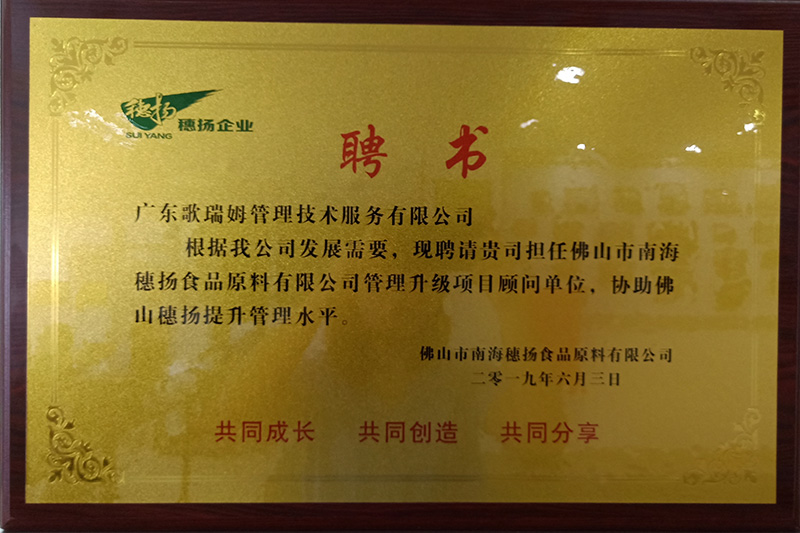 穗扬
SUI YANG
穗扬企业
聘书
广东歌瑞姆管理技术服务有限公司
根据我公司发展需要，现聘请贵司担任佛山市南海
穗扬食品原料有限公司管理升级项目顾问单位，协助佛
山穗扬提升管理水平。
佛山市南海穗扬食品原料有限公司
二零一九年六月三日
共同成长 共同创造 共同分享